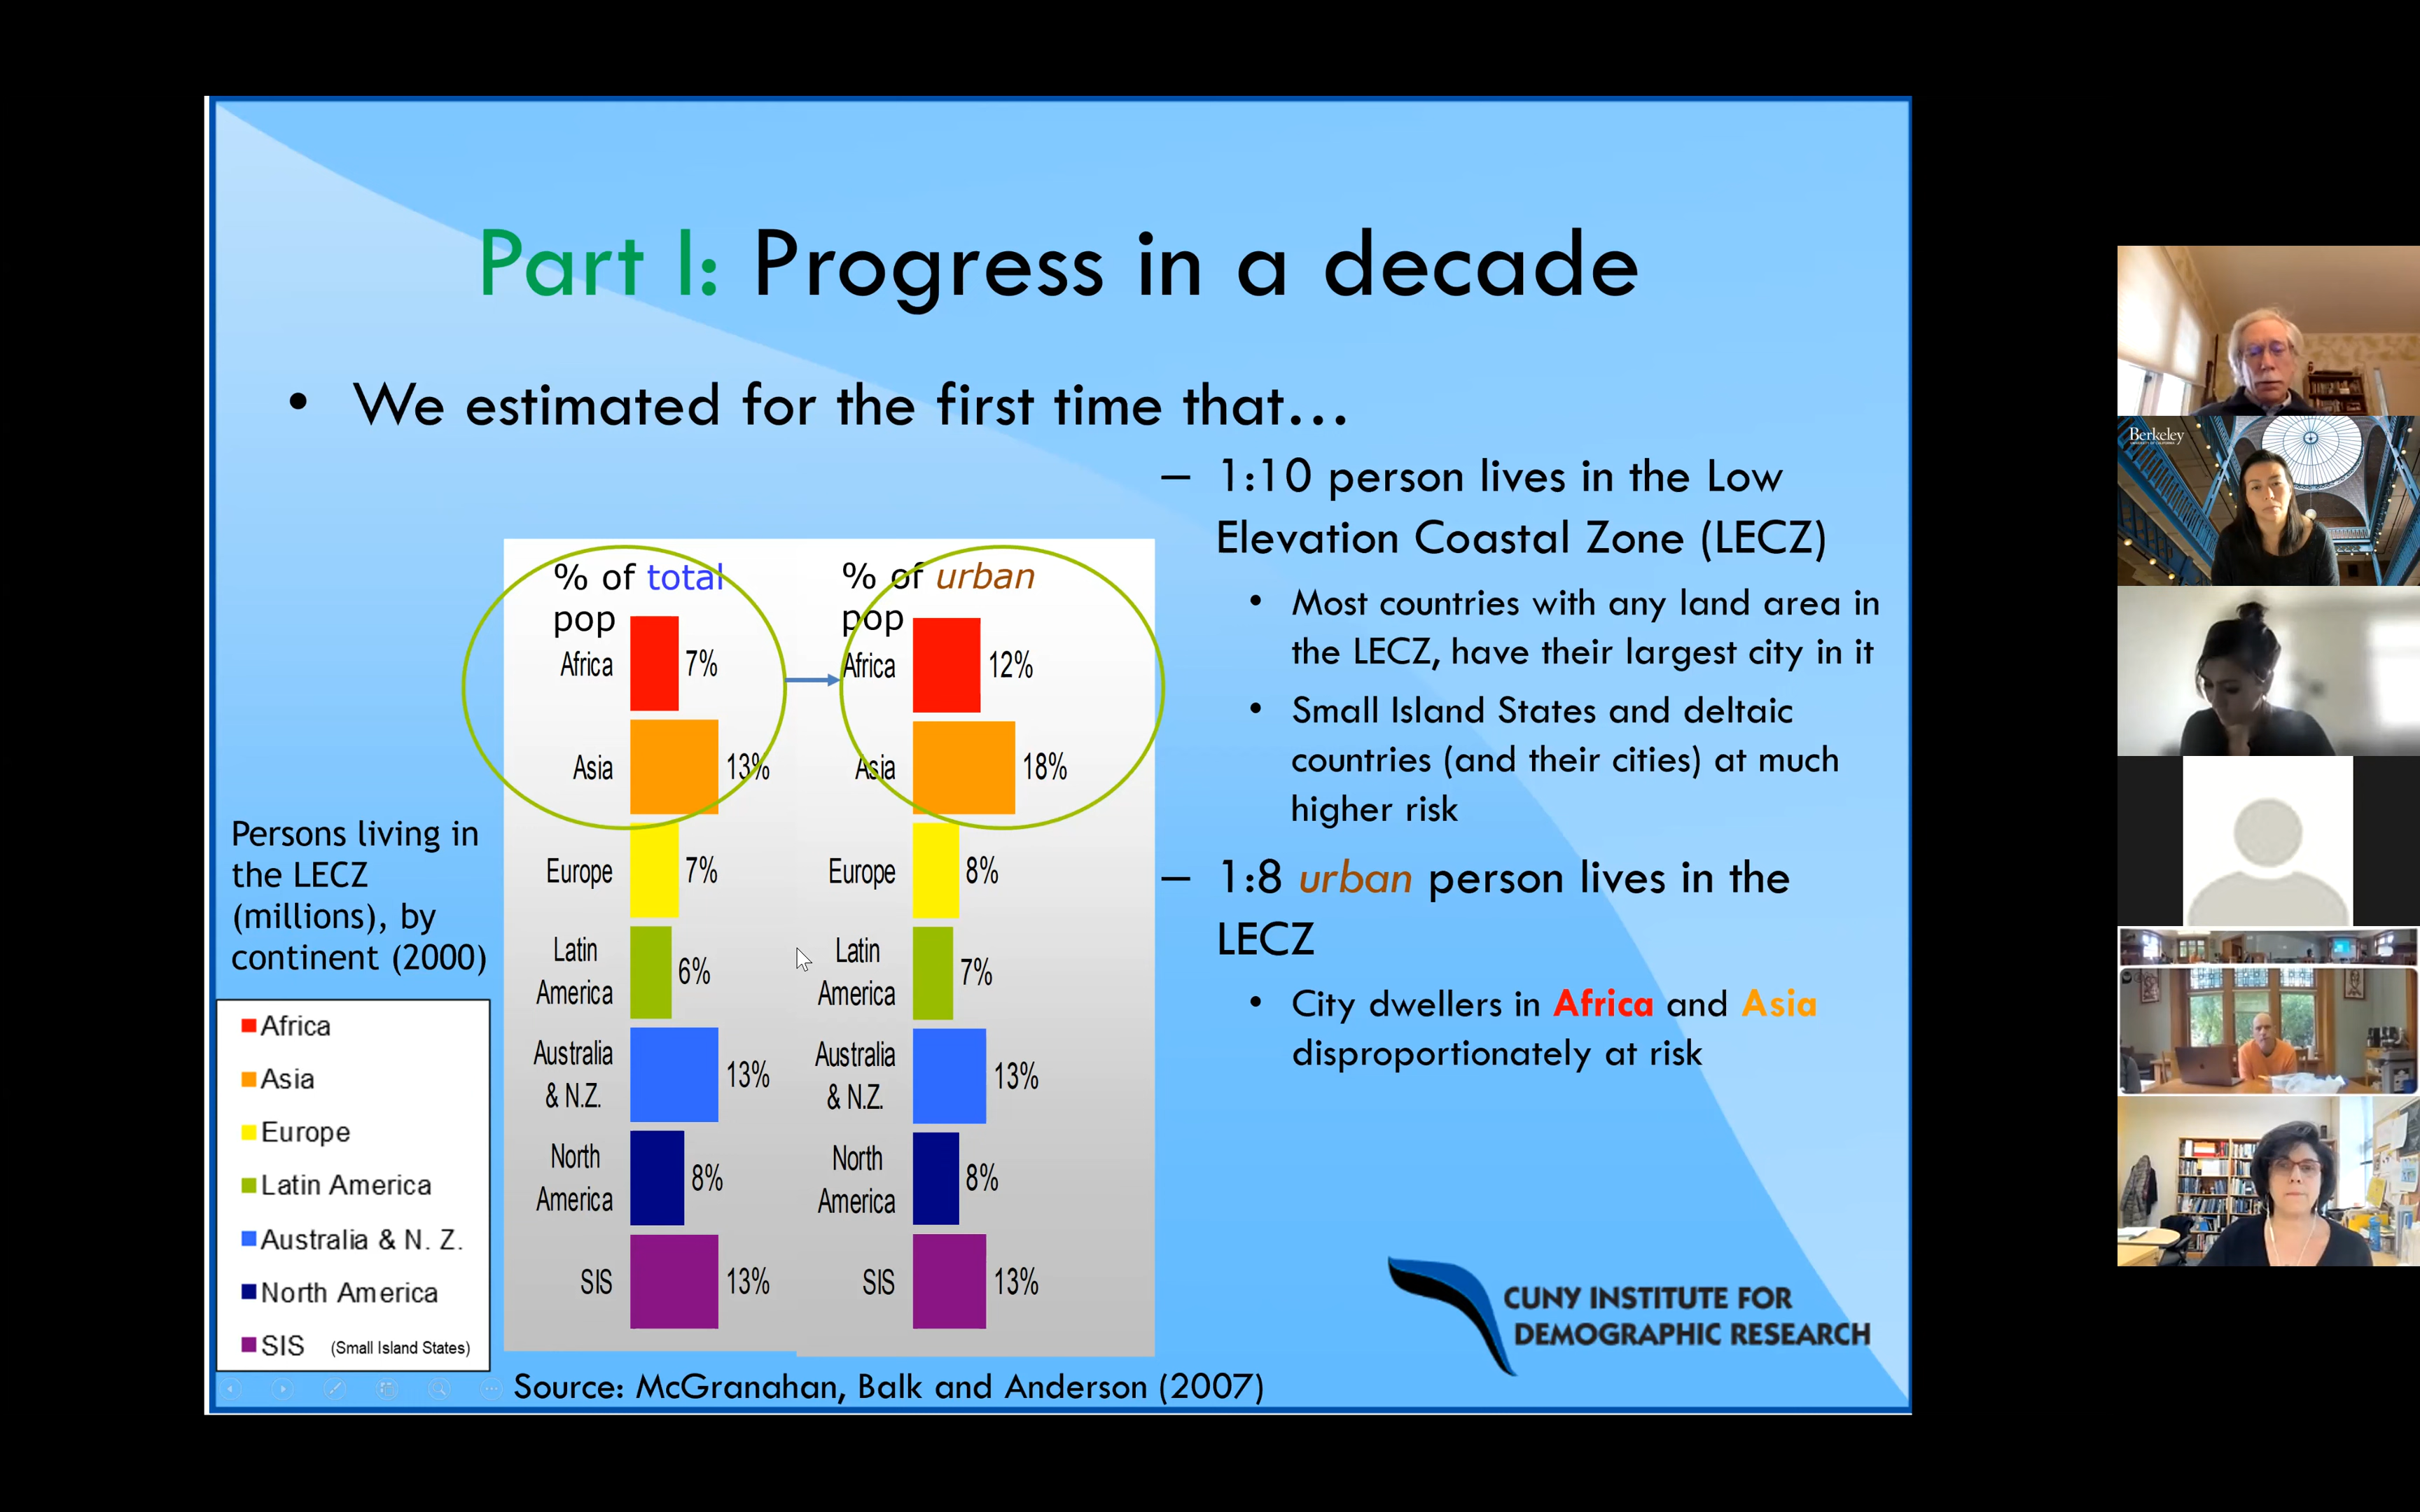 Part I: Progress in a decade
• We estimated for the first time that…
– 1:10 person lives in the Low
Elevation Coastal Zone (LECZ)
• Most countries with any land area in
the LECZ, have their largest city in it
• Small Island States and deltaic
countries (and their cities) at much
higher risk
– 1:8 urban person lives in the
LECZ
• City dwellers in Africa and Asia
disproportionately at risk
Persons living in
the LECZ
(millions), by
continent (2000)
Africa
Asia
Europe
Latin America
Australia & N. Z.
North America
SIS (Small Island States)
% of total
pop
Africa 7%
Asia 13%
Europe 7%
Latin
America 6%
Australia
& N.Z. 13%
North
America 8%
SIS 13%
% of urban
pop
Africa 12%
Asia 18%
Europe 8%
Latin
America 7%
Australia
& N.Z. 13%
North
America 8%
SIS 13%
Source: McGranahan, Balk and Anderson (2007)
CUNY INSTITUTE FOR
DEMOGRAPHIC RESEARCH
Berkeley